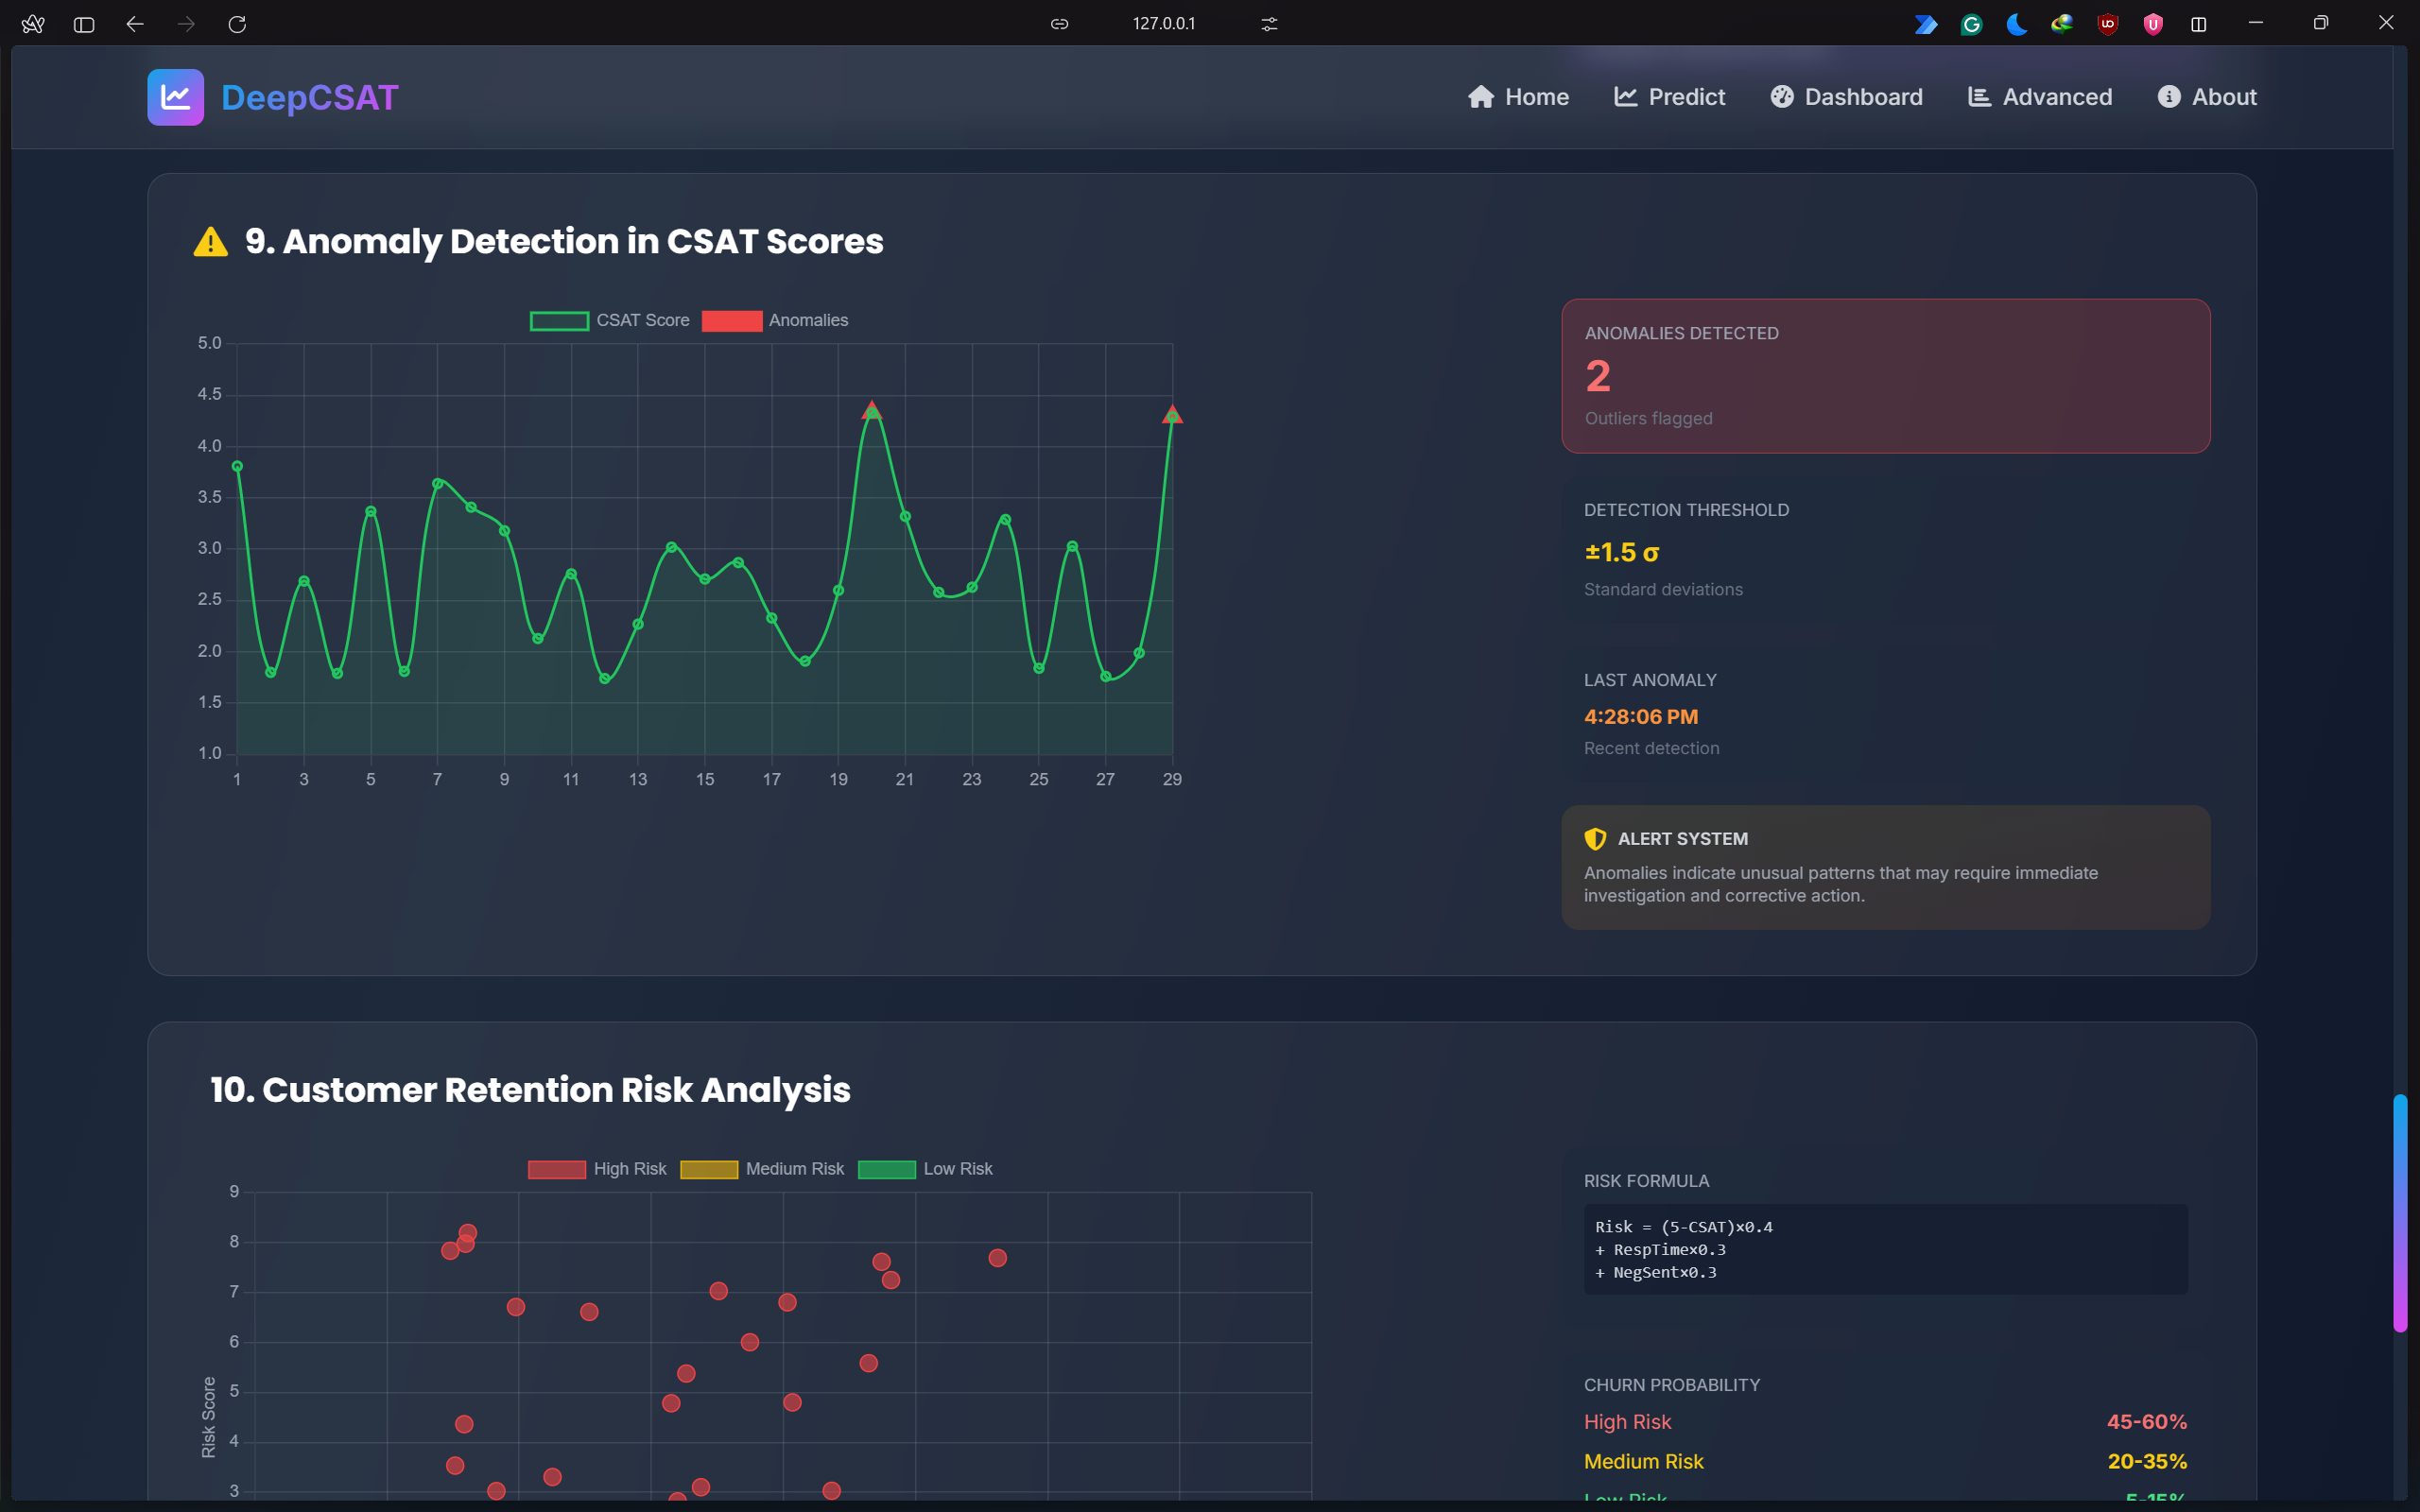 127.0.0.1
DeepCSAT
Home
Predict
Dashboard
Advanced
About
9. Anomaly Detection in CSAT Scores
CSAT Score
Anomalies
5.0
4.5
4.0
3.5
3.0
2.5
2.0
1.5
1.0
1 3 5 7 9 11 13 15 17 19 21 23 25 27 29
ANOMALIES DETECTED
2
Outliers flagged
DETECTION THRESHOLD
±1.5 σ
Standard deviations
LAST ANOMALY
4:28:06 PM
Recent detection
ALERT SYSTEM
Anomalies indicate unusual patterns that may require immediate
investigation and corrective action.
10. Customer Retention Risk Analysis
High Risk
Medium Risk
Low Risk
9
8
7
6
5
4
3
Risk Score
RISK FORMULA
Risk = (5-CSAT)×0.4
+ RespTime×0.3
+ NegSent×0.3
CHURN PROBABILITY
High Risk 45-60%
Medium Risk 20-35%
Low Risk 5-15%